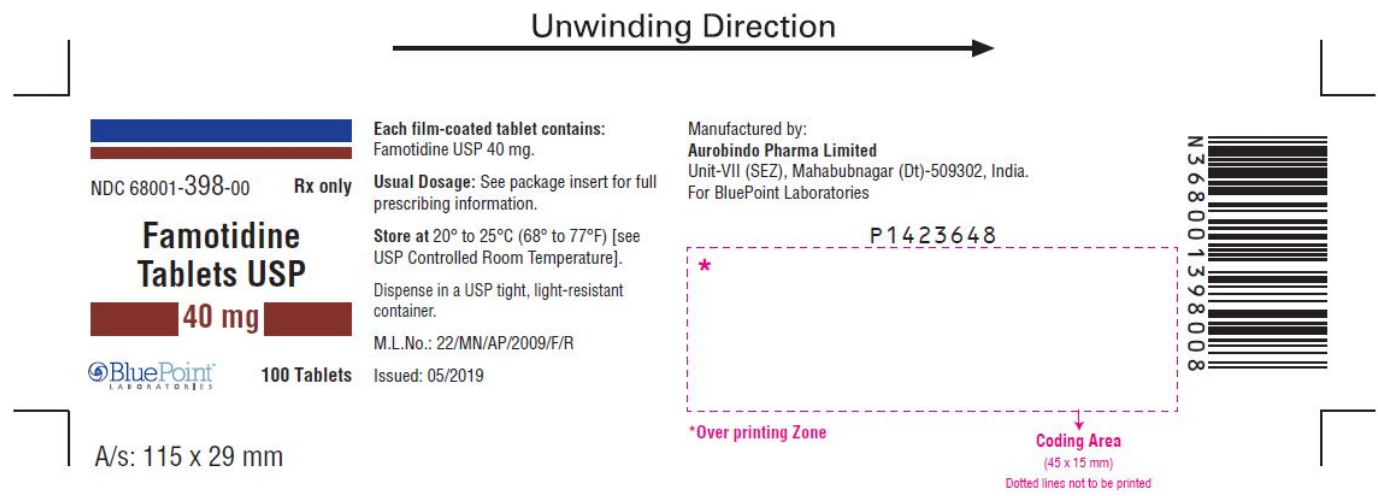 Unwinding Direction
NDC 68001-398-00 Rx only
Famotidine
Tablets USP
40 mg
BluePoint™
LABORATORIES
100 Tablets
Each film-coated tablet contains:
Famotidine USP 40 mg.
Usual Dosage: See package insert for full
prescribing information.
Store at 20° to 25°C (68° to 77°F) [see
USP Controlled Room Temperature].
Dispense in a USP tight, light-resistant
container.
M.L.No.: 22/MN/AP/2009/F/R
Issued: 05/2019
Manufactured by:
Aurobindo Pharma Limited
Unit-VII (SEZ), Mahabubnagar (Dt)-509302, India.
For BluePoint Laboratories
P1423648
*
*Over printing Zone
Coding Area
(45 x 15 mm)
Dotted lines not to be printed
N3 68001 39800 8
A/s: 115 x 29 mm